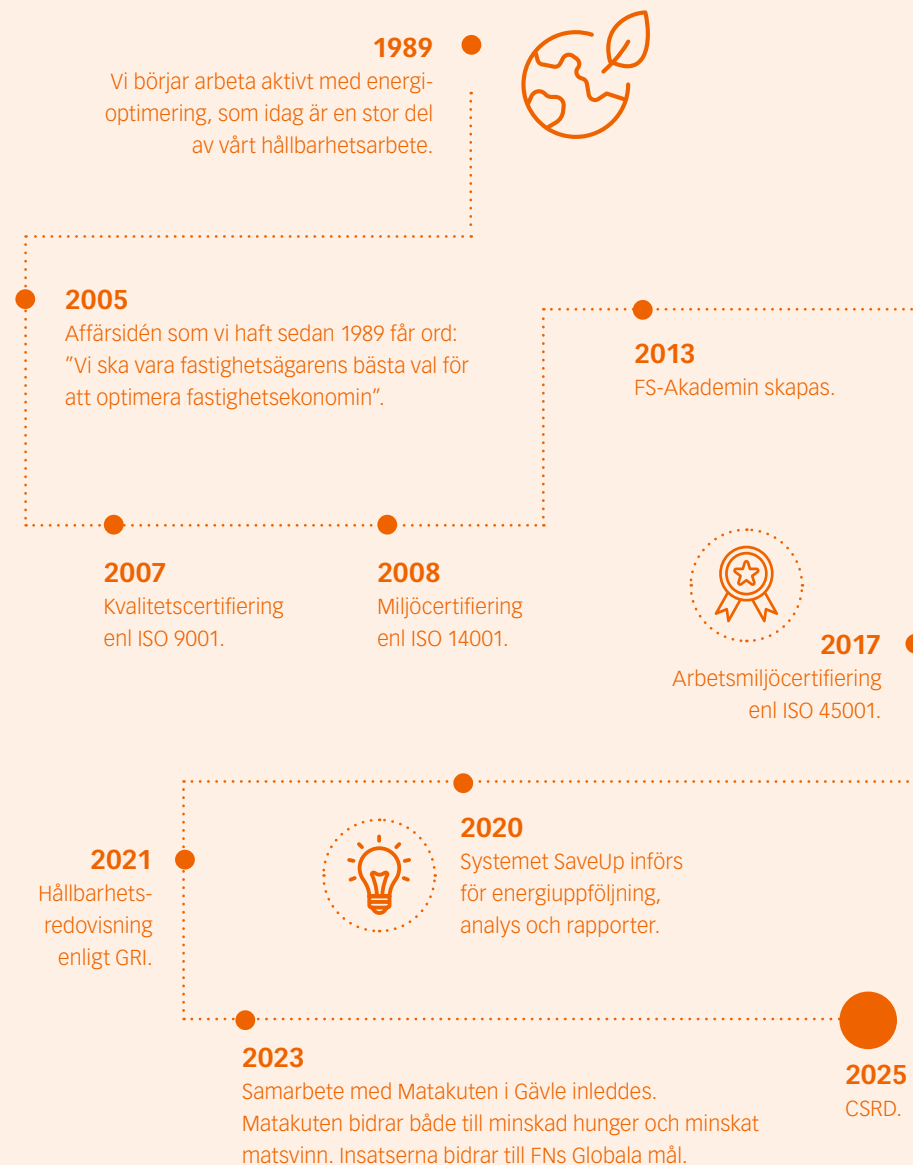 1989
Vi börjar arbeta aktivt med energi-
optimering, som idag är en stor del
av vårt hållbarhetsarbete.
2005
Affärsidén som vi haft sedan 1989 får ord:
”Vi ska vara fastighetsägarens bästa val för
att optimera fastighetsekonomin”.
2007
Kvalitetscertifiering
enl ISO 9001.
2008
Miljöcertifiering
enl ISO 14001.
2013
FS-Akademin skapas.
2017
Arbetsmiljöcertifiering
enl ISO 45001.
2020
Systemet SaveUp införs
för energiuppföljning,
analys och rapporter.
2021
Hållbarhets-
redovisning
enligt GRI.
2023
Samarbete med Matakuten i Gävle inleddes.
Matakuten bidrar både till minskad hunger och minskat
matsvinn. Insatserna bidrar till FNs Globala mål.
2025
CSRD.